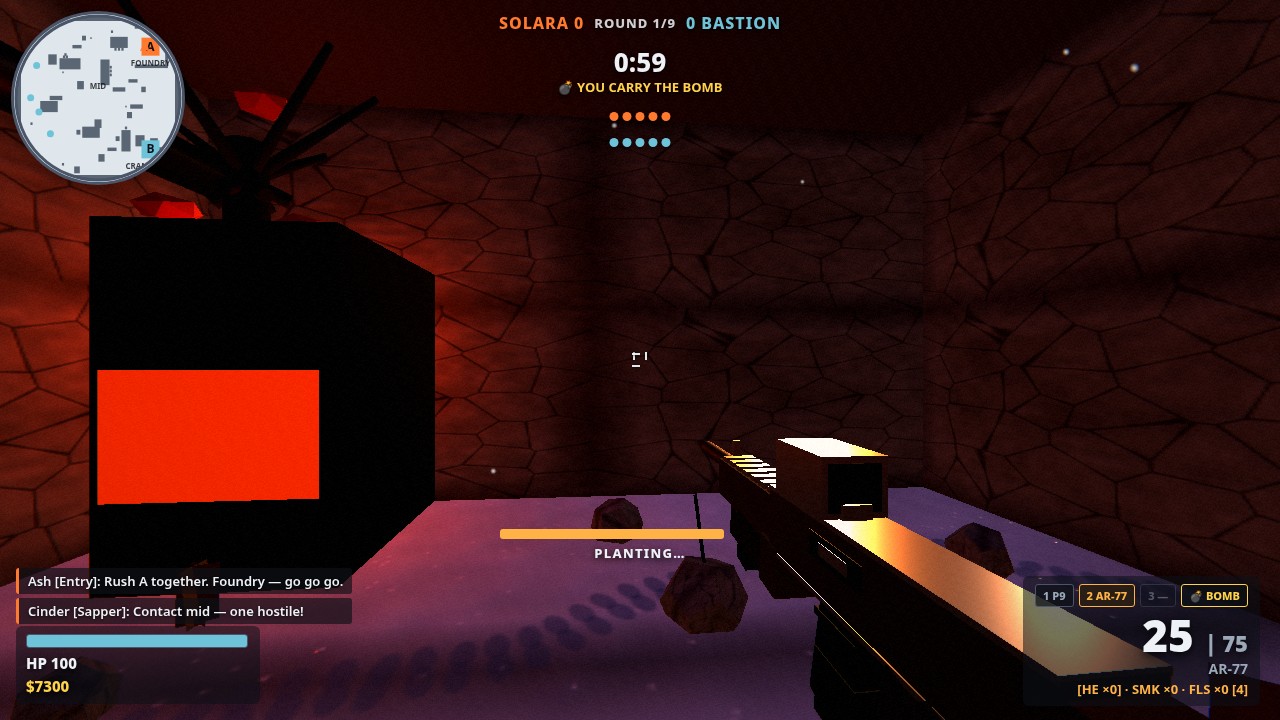 SOLARA 0 ROUND 1/9 0 BASTION
0:59
YOU CARRY THE BOMB
A
FOUNDRY
MID
B
PLANTING...
Ash [Entry]: Rush A together. Foundry — go go go.
Cinder [Sapper]: Contact mid — one hostile!
HP 100
$7300
1 P9 2 AR-77 3 — BOMB
25 | 75
AR-77
[HE ×0] · SMK ×0 · FLS ×0 [4]